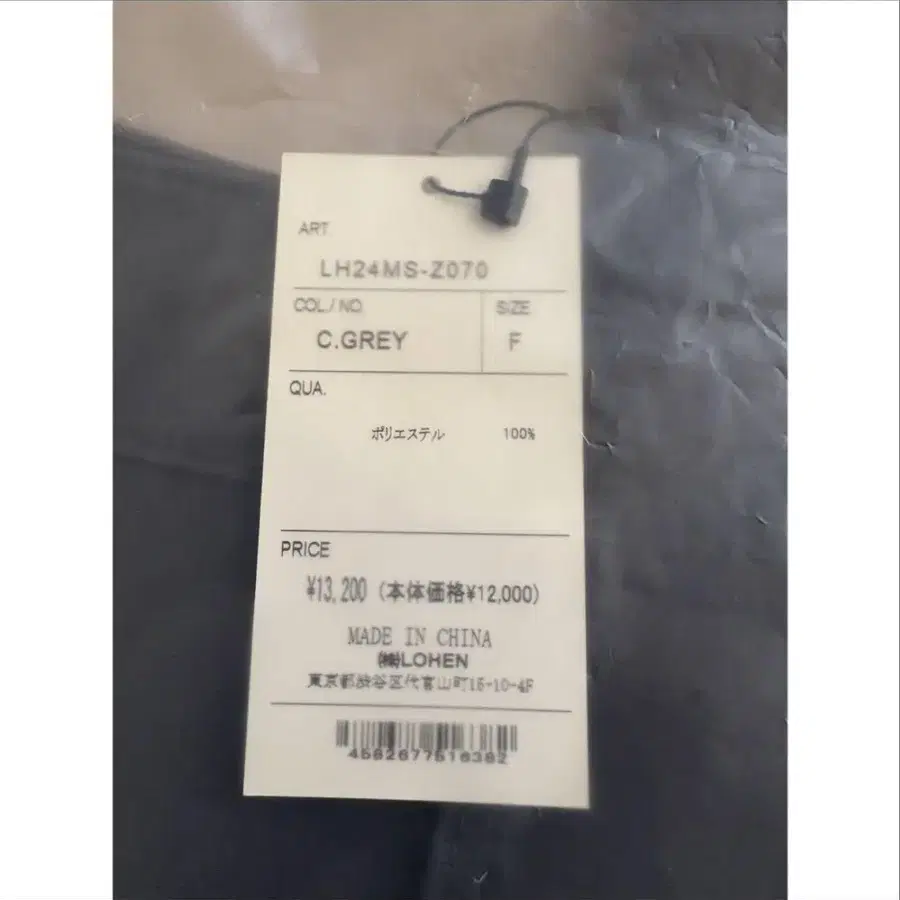 ART
LH24MS-Z070
COL./NO. SIZE
C.GREY F
QUA.
ポリエステル 100%
PRICE
¥13,200 (本体価格¥12,000)
MADE IN CHINA
㈱LOHEN
東京都渋谷区代官山町15-10-4F
4582677516382